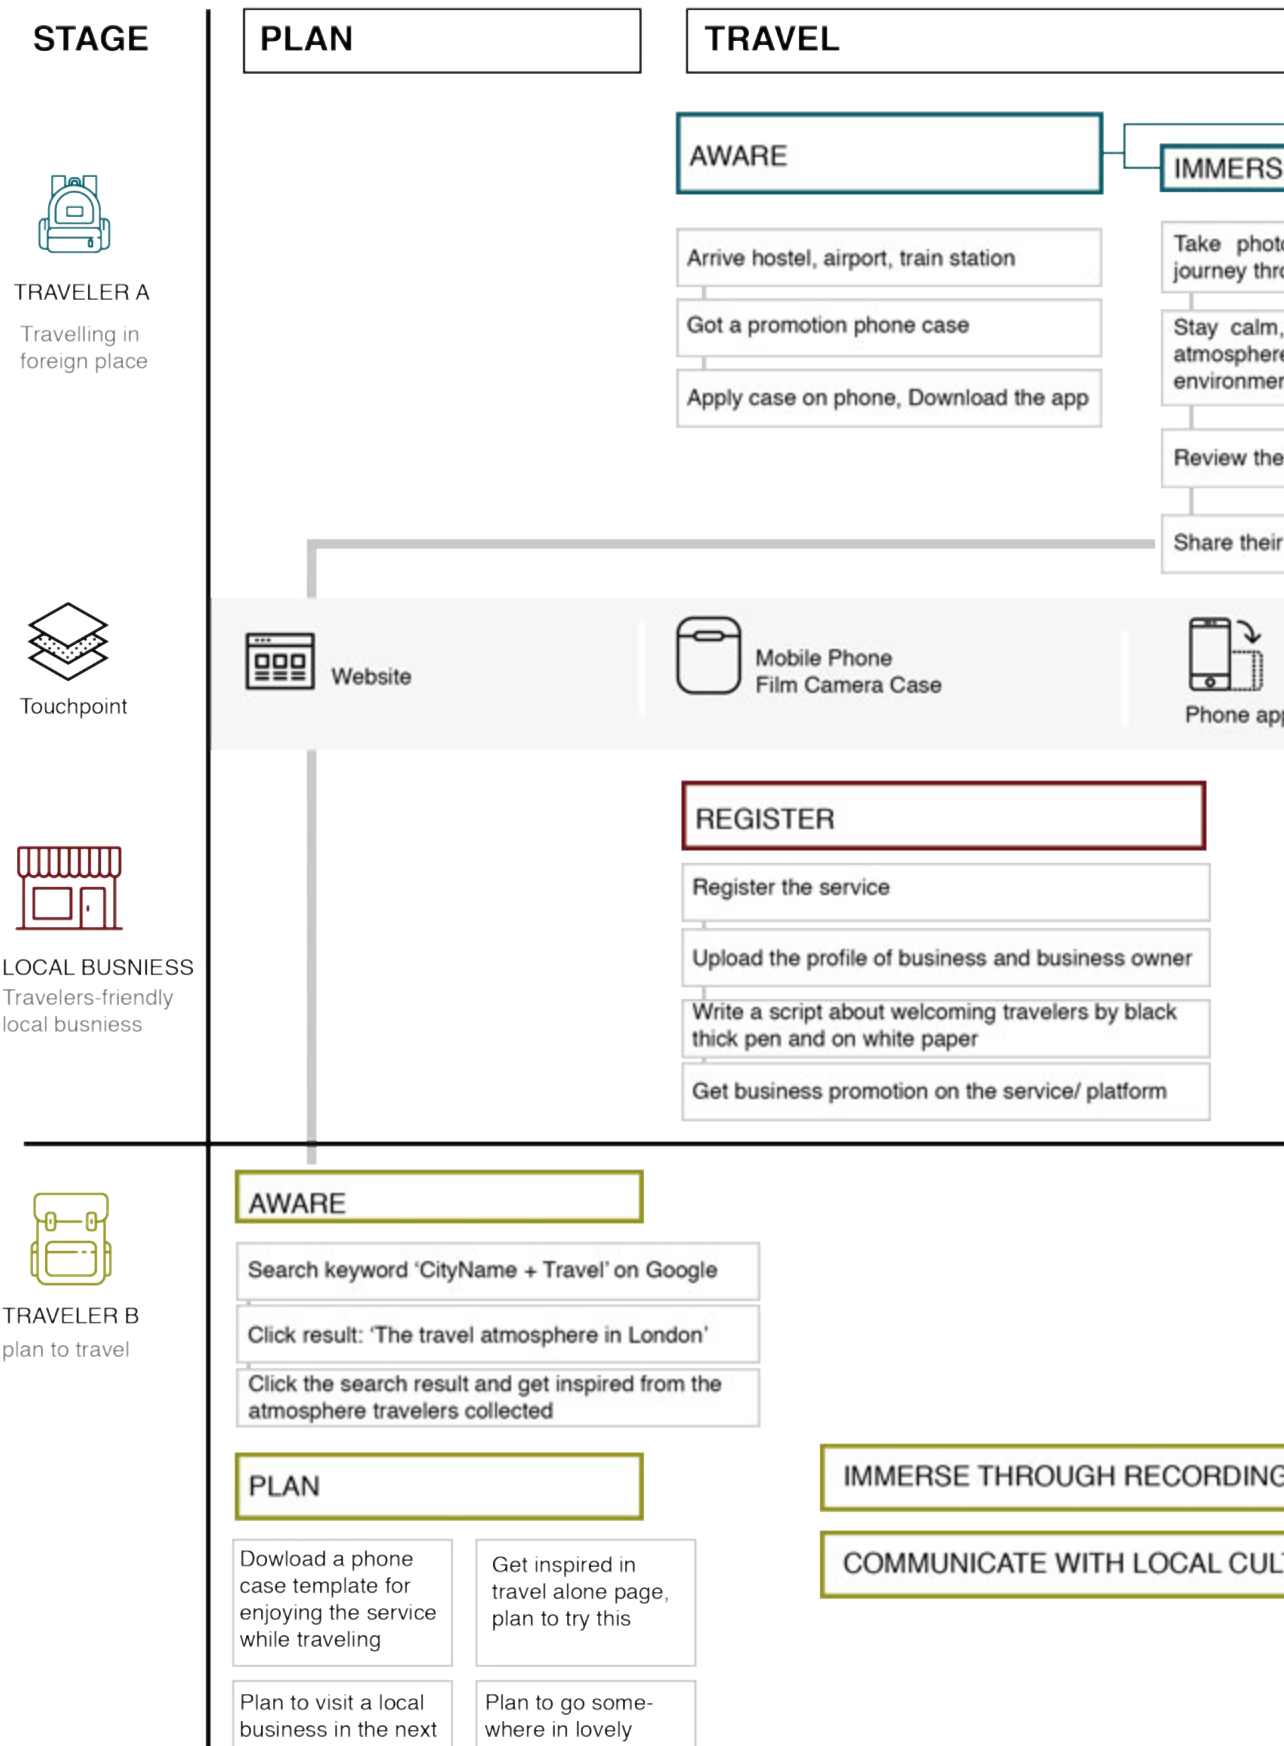 STAGE
PLAN
TRAVEL
AWARE
IMMERS
TRAVELER A
Travelling in
foreign place
Arrive hostel, airport, train station
Got a promotion phone case
Apply case on phone, Download the app
Take phot
journey thr
Stay calm,
atmosphere
environmen
Review the
Share their
Touchpoint
Website
Mobile Phone
Film Camera Case
Phone app
LOCAL BUSNIESS
Travelers-friendly
local busniess
REGISTER
Register the service
Upload the profile of business and business owner
Write a script about welcoming travelers by black
thick pen and on white paper
Get business promotion on the service/ platform
TRAVELER B
plan to travel
AWARE
Search keyword ‘CityName + Travel’ on Google
Click result: ‘The travel atmosphere in London’
Click the search result and get inspired from the
atmosphere travelers collected
PLAN
Dowload a phone
case template for
enjoying the service
while traveling
Get inspired in
travel alone page,
plan to try this
Plan to visit a local
business in the next
Plan to go some-
where in lovely
IMMERSE THROUGH RECORDING
COMMUNICATE WITH LOCAL CUL